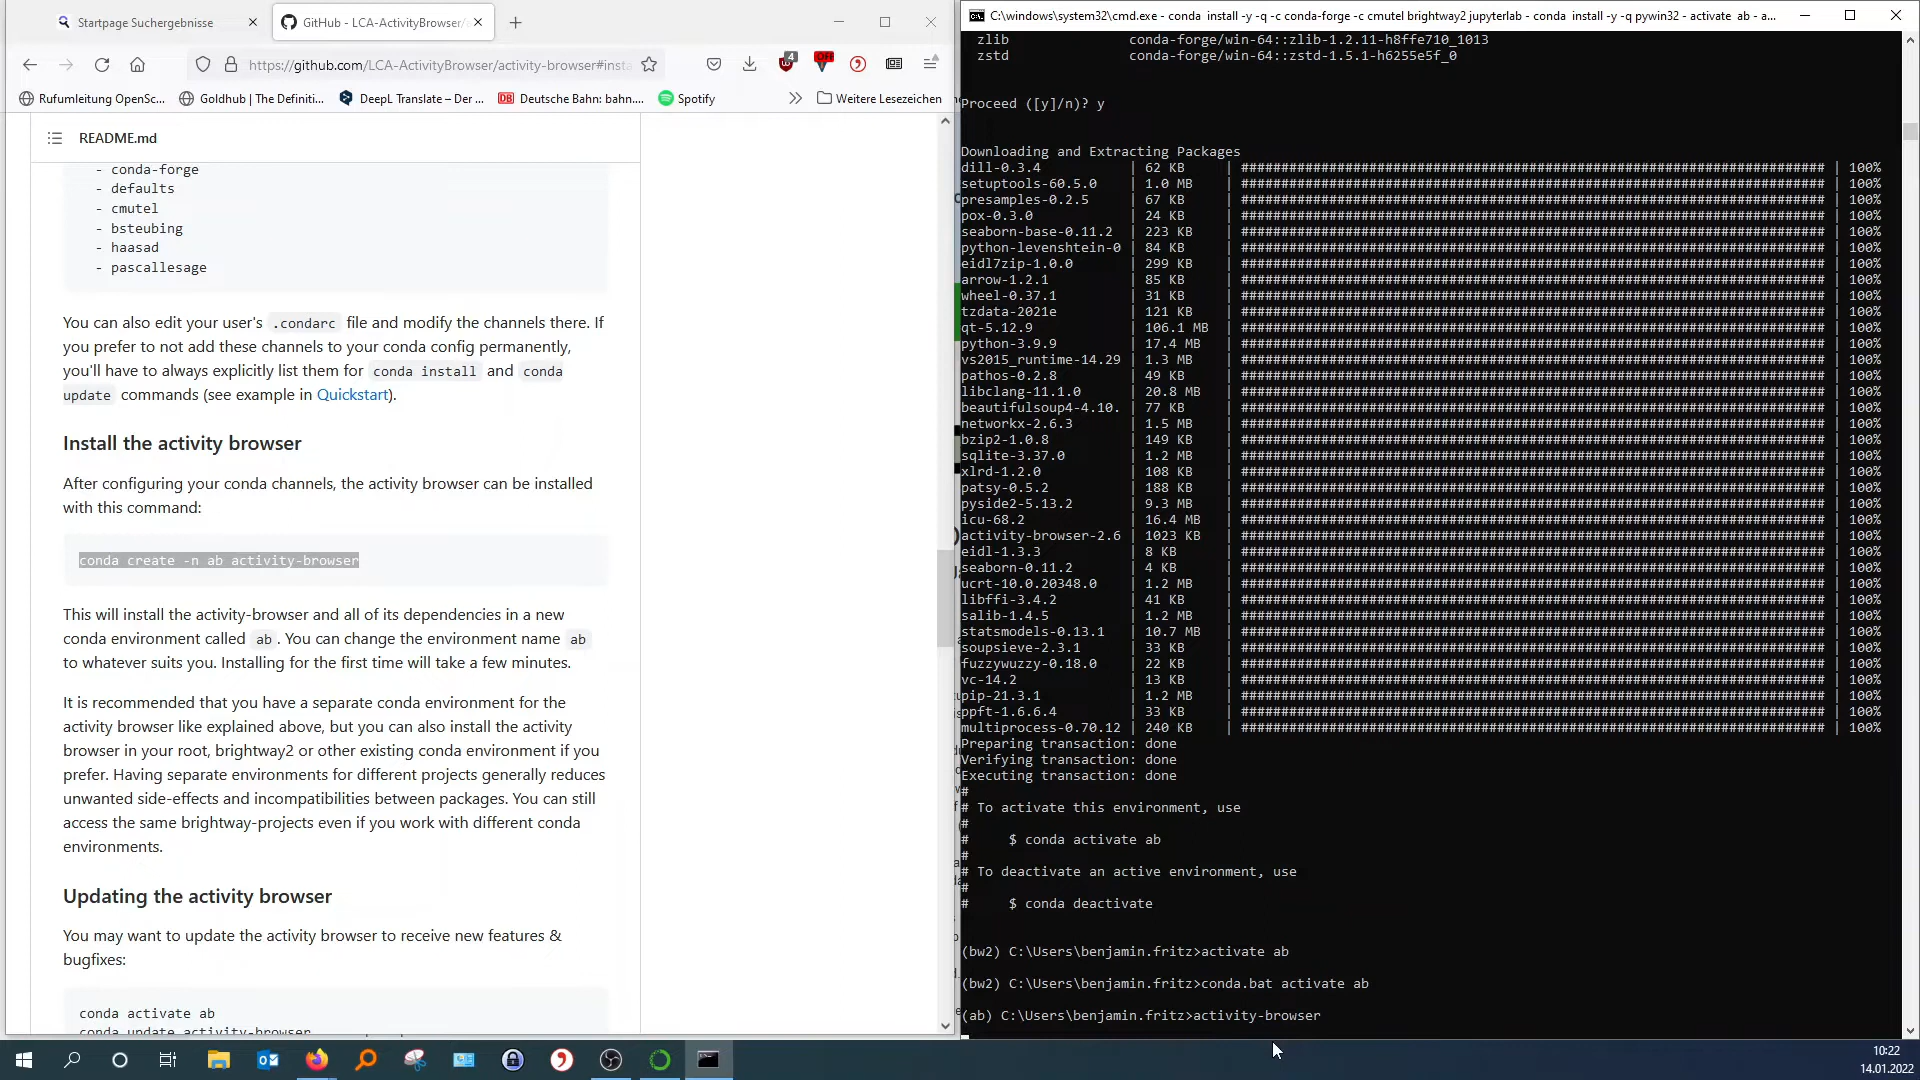 Startpage Suchergebnisse
GitHub - LCA-ActivityBrowser/
https://github.com/LCA-ActivityBrowser/activity-browser#insta
4
OFF
Rufumleitung OpenSc...
Goldhub | The Definiti...
DeepL Translate – Der ...
DB Deutsche Bahn: bahn....
Spotify
Weitere Lesezeichen
README.md
- conda-forge
- defaults
- cmutel
- bsteubing
- haasad
- pascallesage
You can also edit your user's .condarc file and modify the channels there. If
you prefer to not add these channels to your conda config permanently,
you'll have to always explicitly list them for conda install and conda
update commands (see example in Quickstart).
Install the activity browser
After configuring your conda channels, the activity browser can be installed
with this command:
conda create -n ab activity-browser
This will install the activity-browser and all of its dependencies in a new
conda environment called ab . You can change the environment name ab
to whatever suits you. Installing for the first time will take a few minutes.
It is recommended that you have a separate conda environment for the
activity browser like explained above, but you can also install the activity
browser in your root, brightway2 or other existing conda environment if you
prefer. Having separate environments for different projects generally reduces
unwanted side-effects and incompatibilities between packages. You can still
access the same brightway-projects even if you work with different conda
environments.
Updating the activity browser
You may want to update the activity browser to receive new features &
bugfixes:
conda activate ab
conda update activity-browser
C:\windows\system32\cmd.exe - conda install -y -q -c conda-forge -c cmutel brightway2 jupyterlab - conda install -y -q pywin32 - activate ab - a...
zlib conda-forge/win-64::zlib-1.2.11-h8ffe710_1013
zstd conda-forge/win-64::zstd-1.5.1-h6255e5f_0
Proceed ([y]/n)? y
Downloading and Extracting Packages
dill-0.3.4 | 62 KB | ######################################################################### | 100%
setuptools-60.5.0 | 1.0 MB | ######################################################################### | 100%
presamples-0.2.5 | 67 KB | ######################################################################### | 100%
pox-0.3.0 | 24 KB | ######################################################################### | 100%
seaborn-base-0.11.2 | 223 KB | ######################################################################### | 100%
python-levenshtein-0 | 84 KB | ######################################################################### | 100%
eidl7zip-1.0.0 | 299 KB | ######################################################################### | 100%
arrow-1.2.1 | 85 KB | ######################################################################### | 100%
wheel-0.37.1 | 31 KB | ######################################################################### | 100%
tzdata-2021e | 121 KB | ######################################################################### | 100%
qt-5.12.9 | 106.1 MB | ######################################################################### | 100%
python-3.9.9 | 17.4 MB | ######################################################################### | 100%
vs2015_runtime-14.29 | 1.3 MB | ######################################################################### | 100%
pathos-0.2.8 | 49 KB | ######################################################################### | 100%
libclang-11.1.0 | 20.8 MB | ######################################################################### | 100%
beautifulsoup4-4.10. | 77 KB | ######################################################################### | 100%
networkx-2.6.3 | 1.5 MB | ######################################################################### | 100%
bzip2-1.0.8 | 149 KB | ######################################################################### | 100%
sqlite-3.37.0 | 1.2 MB | ######################################################################### | 100%
xlrd-1.2.0 | 108 KB | ######################################################################### | 100%
patsy-0.5.2 | 188 KB | ######################################################################### | 100%
pyside2-5.13.2 | 9.3 MB | ######################################################################### | 100%
icu-68.2 | 16.4 MB | ######################################################################### | 100%
activity-browser-2.6 | 1023 KB | ######################################################################### | 100%
eidl-1.3.3 | 8 KB | ######################################################################### | 100%
seaborn-0.11.2 | 4 KB | ######################################################################### | 100%
ucrt-10.0.20348.0 | 1.2 MB | ######################################################################### | 100%
libffi-3.4.2 | 41 KB | ######################################################################### | 100%
salib-1.4.5 | 1.2 MB | ######################################################################### | 100%
statsmodels-0.13.1 | 10.7 MB | ######################################################################### | 100%
soupsieve-2.3.1 | 33 KB | ######################################################################### | 100%
fuzzywuzzy-0.18.0 | 22 KB | ######################################################################### | 100%
vc-14.2 | 13 KB | ######################################################################### | 100%
pip-21.3.1 | 1.2 MB | ######################################################################### | 100%
ppft-1.6.6.4 | 33 KB | ######################################################################### | 100%
multiprocess-0.70.12 | 240 KB | ######################################################################### | 100%
Preparing transaction: done
Verifying transaction: done
Executing transaction: done
#
# To activate this environment, use
#
# $ conda activate ab
#
# To deactivate an active environment, use
#
# $ conda deactivate
(bw2) C:\Users\benjamin.fritz>activate ab
(bw2) C:\Users\benjamin.fritz>conda.bat activate ab
(ab) C:\Users\benjamin.fritz>activity-browser
10:22
14.01.2022